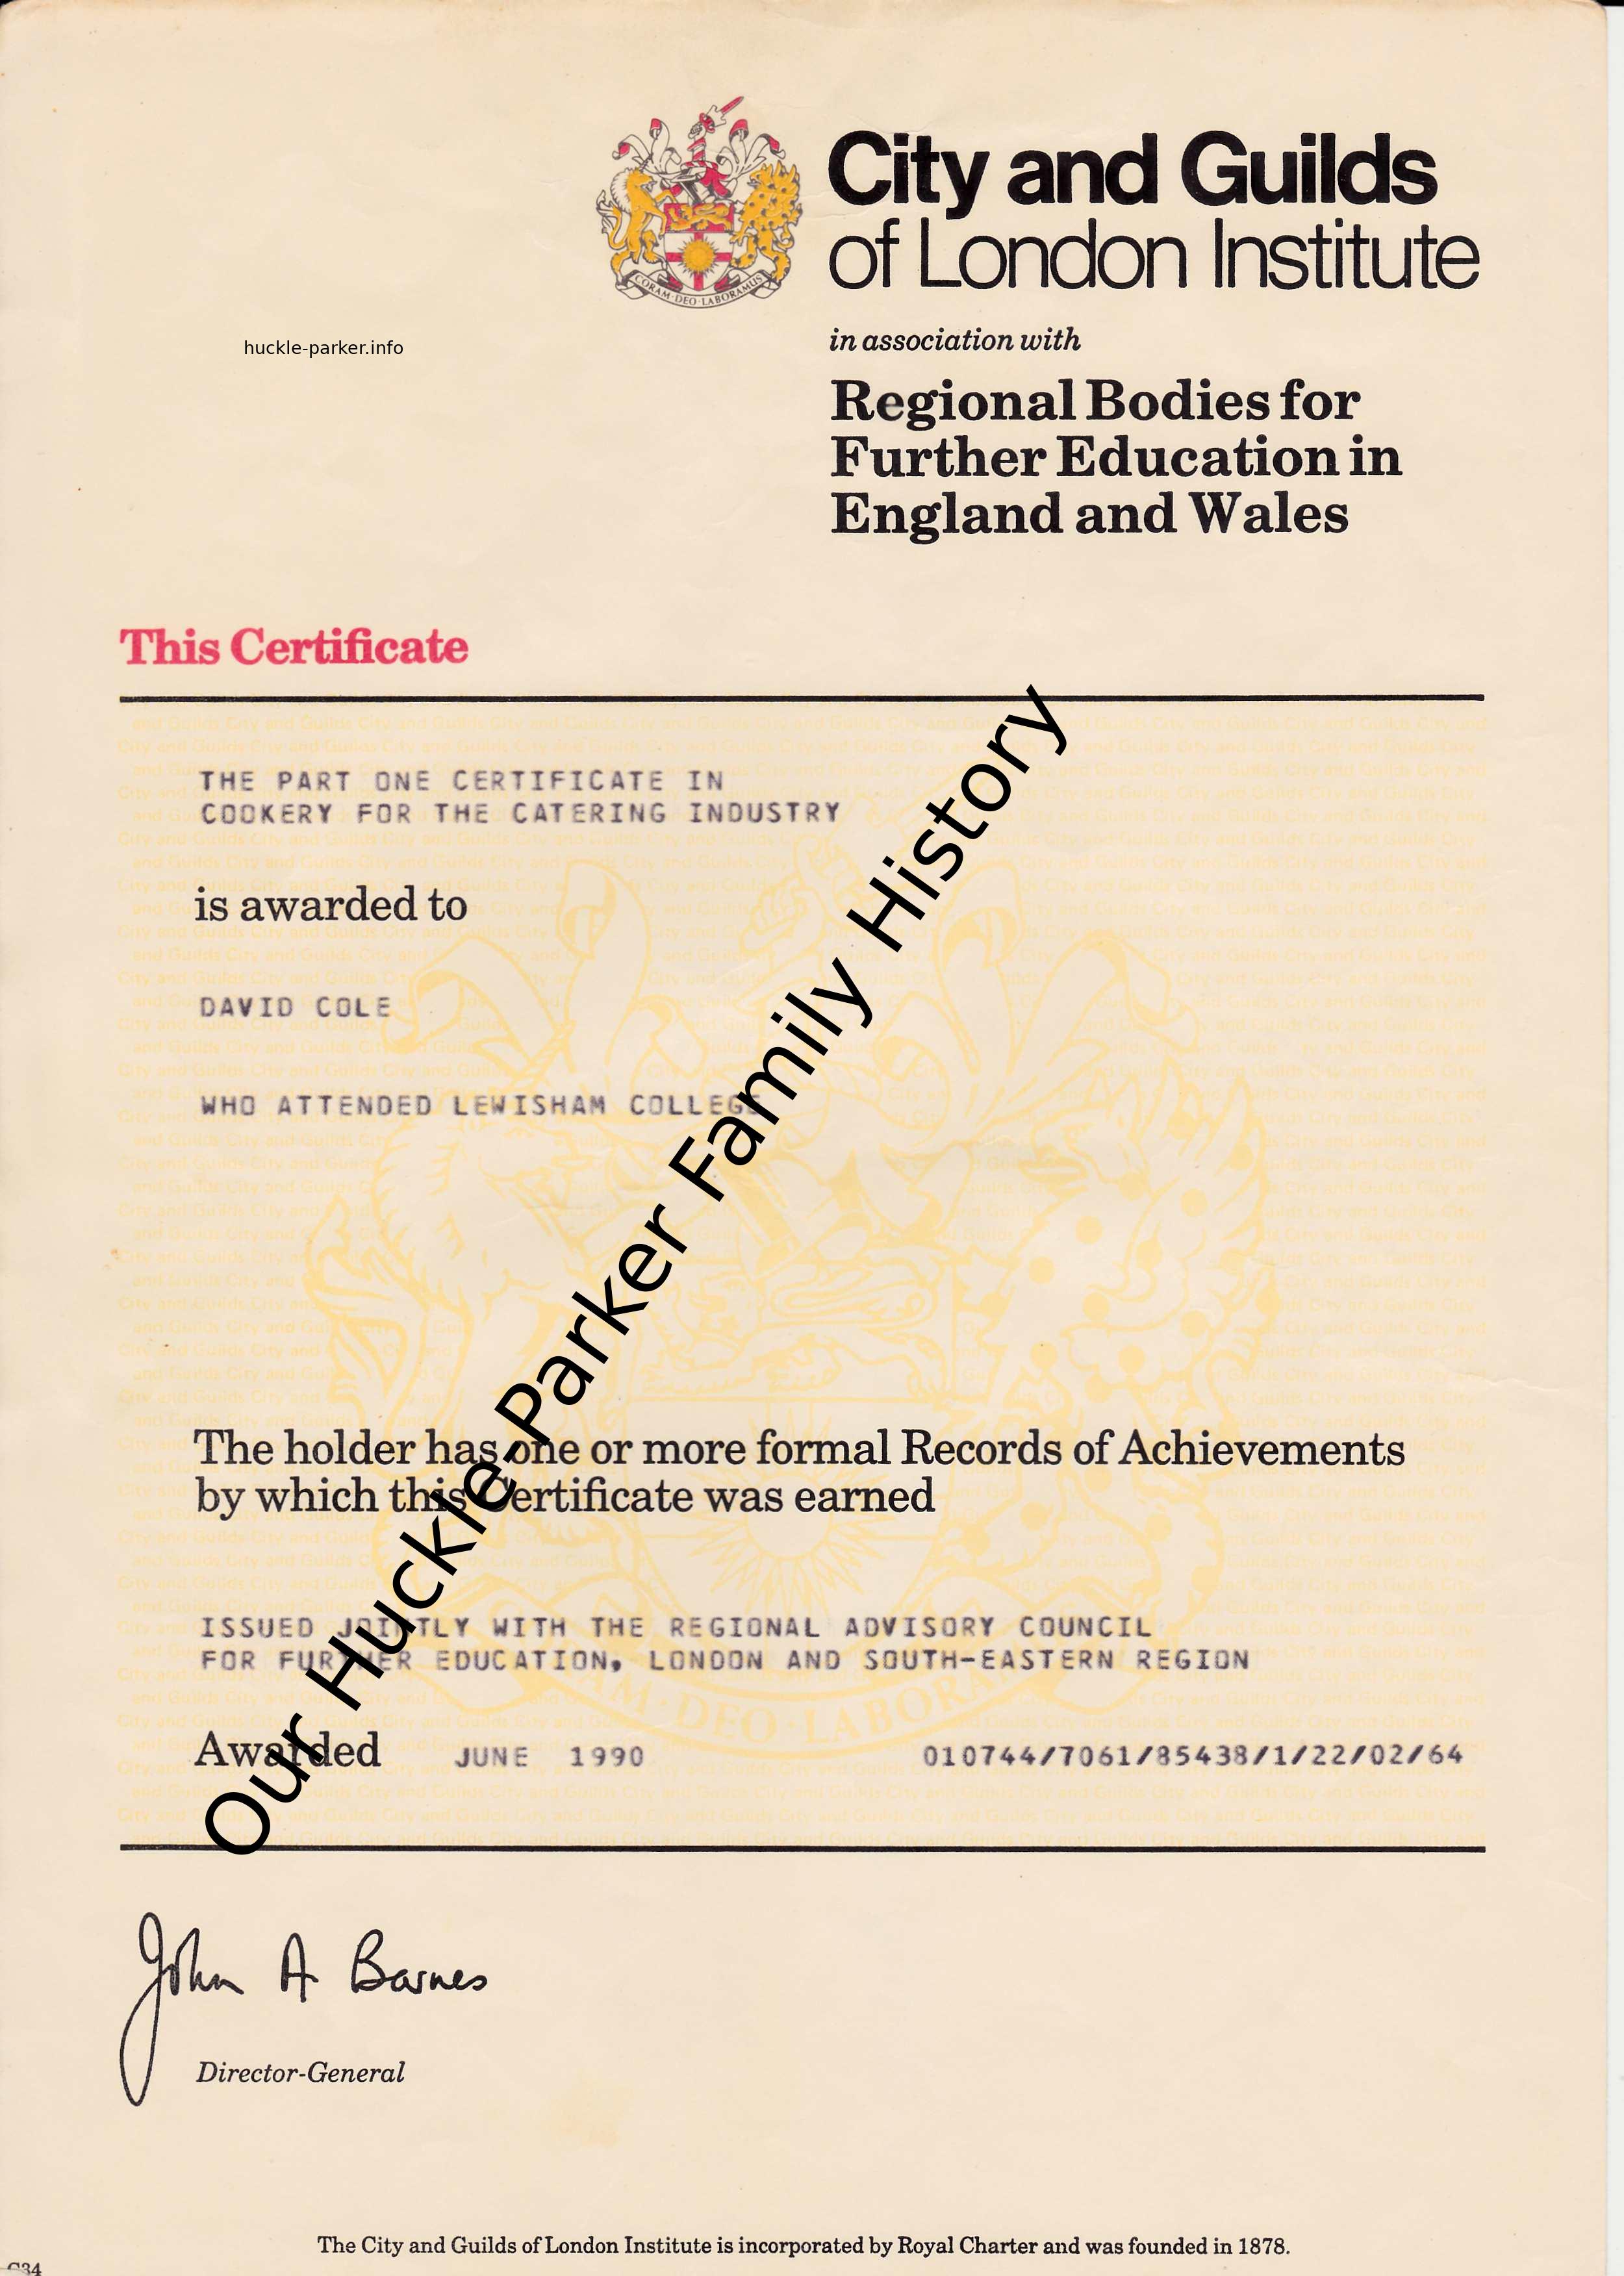 City and Guilds
of London Institute
CORAM·DEO·LABORAMUS
huckle-parker.info
in association with
Regional Bodies for
Further Education in
England and Wales
This Certificate
THE PART ONE CERTIFICATE IN
COOKERY FOR THE CATERING INDUSTRY
is awarded to
DAVID COLE
WHO ATTENDED LEWISHAM COLLEGE
Our Huckle-Parker Family History
The holder has one or more formal Records of Achievements
by which this Certificate was earned
ISSUED JOINTLY WITH THE REGIONAL ADVISORY COUNCIL
FOR FURTHER EDUCATION, LONDON AND SOUTH-EASTERN REGION
Awarded JUNE 1990 010744/7061/85438/1/22/02/64
John A Barnes
Director-General
The City and Guilds of London Institute is incorporated by Royal Charter and was founded in 1878.